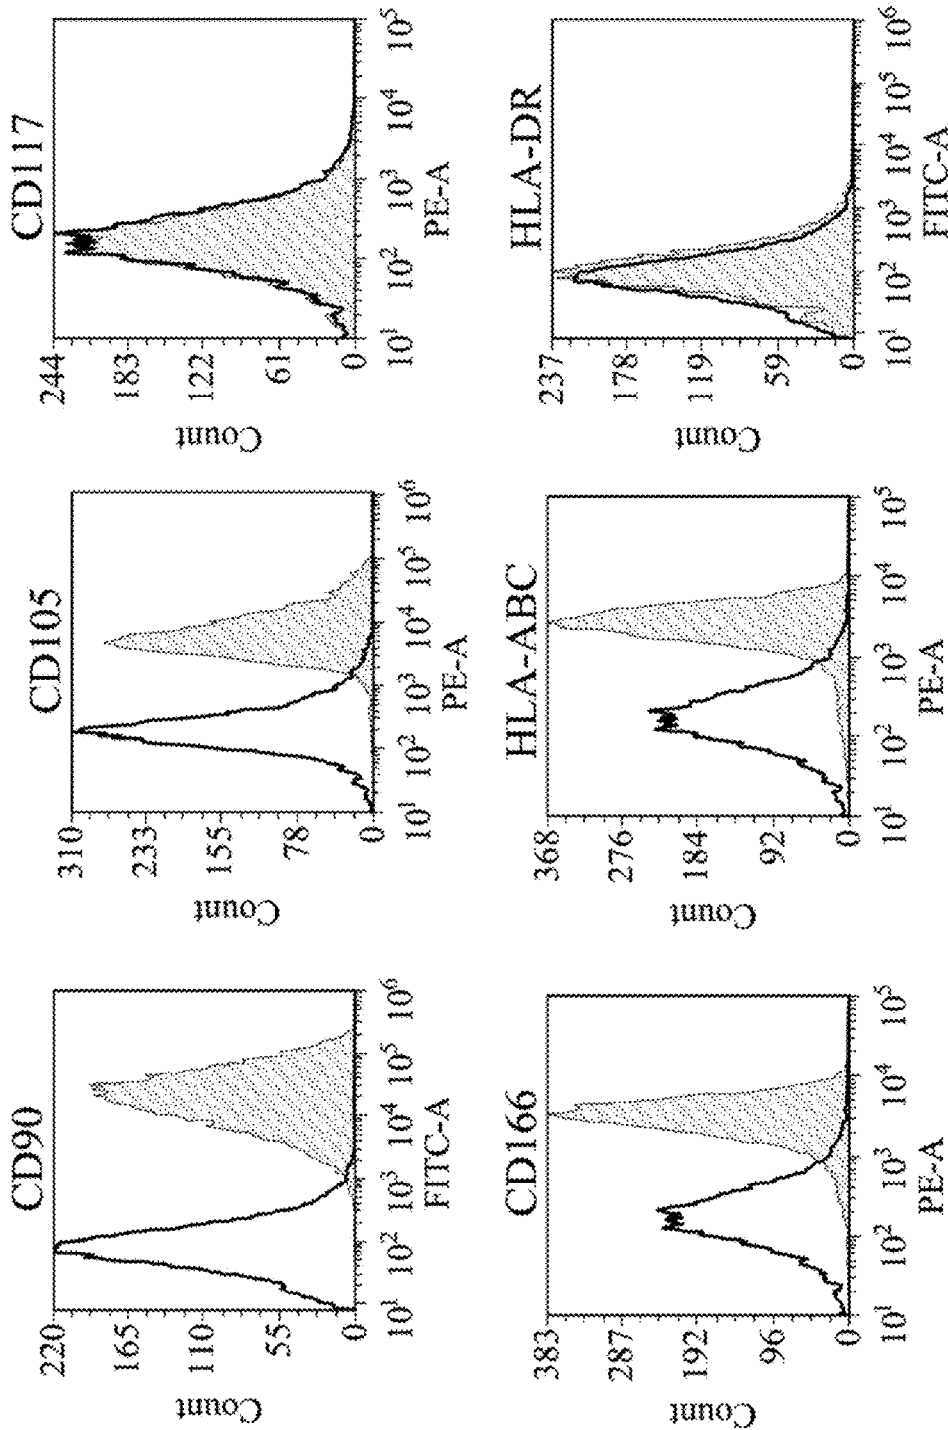 CD90
Count
220
165
110
55
0
10¹ 10² 10³ 10⁴ 10⁵ 10⁶
FITC-A
CD105
Count
310
233
155
78
0
10¹ 10² 10³ 10⁴ 10⁵ 10⁶
PE-A
CD117
Count
244
183
122
61
0
10¹ 10² 10³ 10⁴ 10⁵
PE-A
CD166
Count
383
287
192
96
0
10¹ 10² 10³ 10⁴ 10⁵
PE-A
HLA-ABC
Count
368
276
184
92
0
10¹ 10² 10³ 10⁴ 10⁵
PE-A
HLA-DR
Count
237
178
119
59
0
10¹ 10² 10³ 10⁴ 10⁵ 10⁶
FITC-A